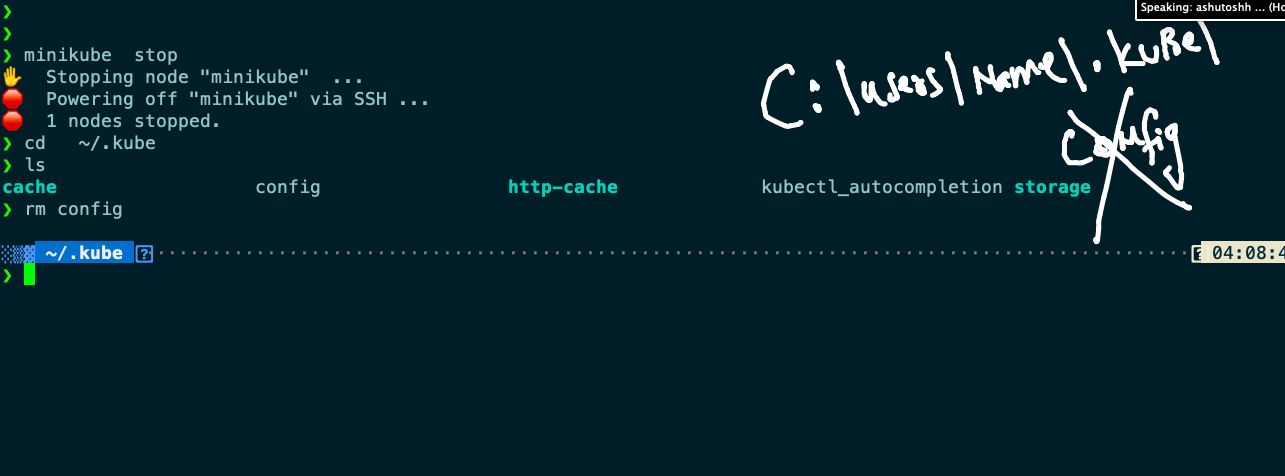 Speaking: ashutoshh ... (Ho
❯
❯
❯ minikube  stop
✋  Stopping node "minikube"  ...
🛑  Powering off "minikube" via SSH ...
🛑  1 nodes stopped.
❯ cd   ~/.kube
❯ ls
cache config http-cache kubectl_autocompletion storage
❯ rm config
~/.kube ? 04:08:4
❯
C:\users\Name\.kube\
config